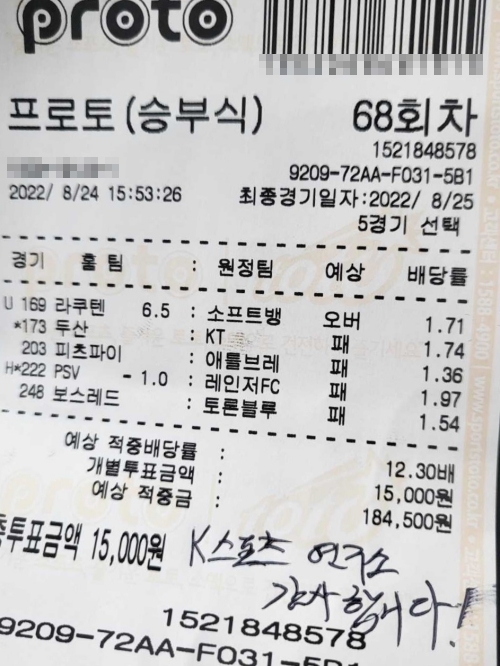 proto
프로토(승부식) 68회차
1521848578
9209-72AA-F031-5B1
2022/ 8/24 15:53:26 최종경기일자:2022/ 8/25
5경기 선택
경기 홈팀 : 원정팀 예상 배당률
U 169 라쿠텐 6.5 : 소프트뱅 오버 1.71
*173 두산 : KT 패 1.74
203 피츠파이 : 애틀브레 패 1.36
H*222 PSV - 1.0 : 레인저FC 패 1.97
248 보스레드 : 토론블루 패 1.54
예상 적중배당률 : 12.30배
개별투표금액 : 15,000원
예상 적중금 : 184,500원
총투표금액 15,000원 K스포츠 연구소
감사합니다!
1521848578
9209-72AA-F031-5B1